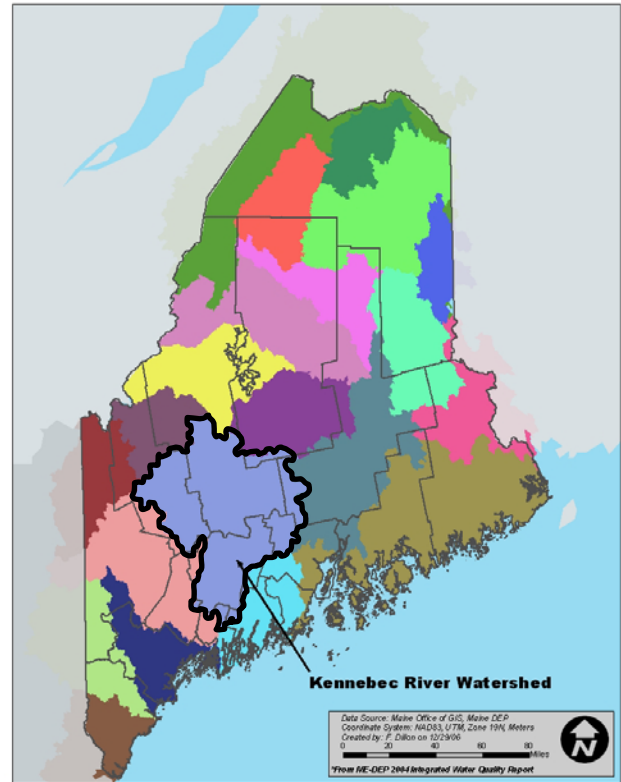 Kennebec River Watershed
Data Source: Maine Office of GIS, Maine DEP
Coordinate System: NAD83, UTM, Zone 19N, Meters
Created by: P. Dillon on 12/29/06
0 20 40 60 80
Miles
N
*From ME-DEP 2004 Integrated Water Quality Report